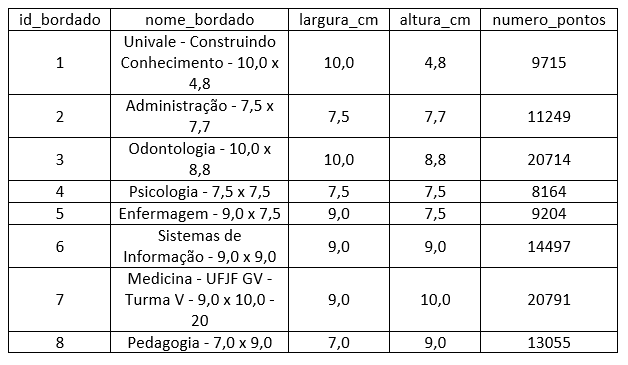 id_bordado nome_bordado largura_cm altura_cm numero_pontos
1 Univale - Construindo Conhecimento - 10,0 x 4,8 10,0 4,8 9715
2 Administração - 7,5 x 7,7 7,5 7,7 11249
3 Odontologia - 10,0 x 8,8 10,0 8,8 20714
4 Psicologia - 7,5 x 7,5 7,5 7,5 8164
5 Enfermagem - 9,0 x 7,5 9,0 7,5 9204
6 Sistemas de Informação - 9,0 x 9,0 9,0 9,0 14497
7 Medicina - UFJF GV - Turma V - 9,0 x 10,0 - 20 9,0 10,0 20791
8 Pedagogia - 7,0 x 9,0 7,0 9,0 13055